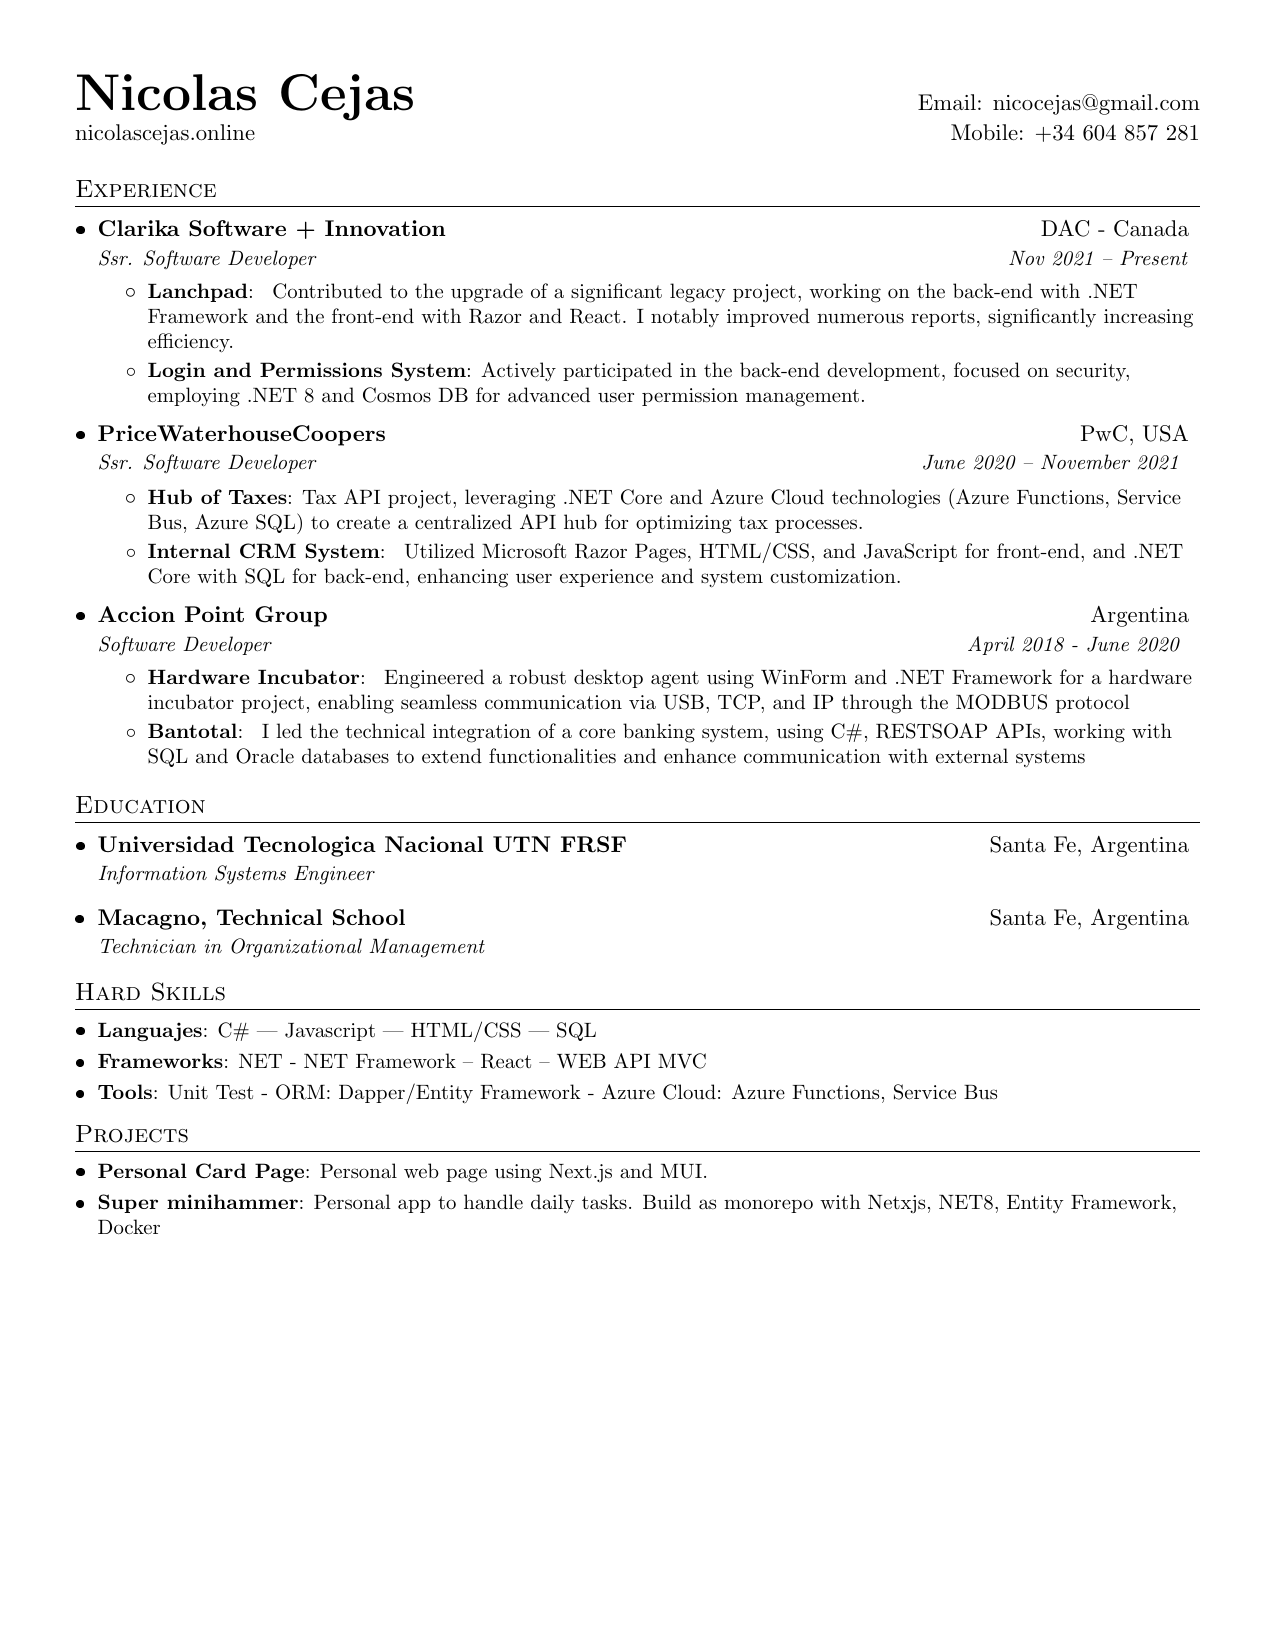 Nicolas Cejas
nicolascejas.online
Email: nicocejas@gmail.com
Mobile: +34 604 857 281
Experience
• Clarika Software + Innovation DAC - Canada
Ssr. Software Developer Nov 2021 – Present
◦ Lanchpad: Contributed to the upgrade of a significant legacy project, working on the back-end with .NET
Framework and the front-end with Razor and React. I notably improved numerous reports, significantly increasing
efficiency.
◦ Login and Permissions System: Actively participated in the back-end development, focused on security,
employing .NET 8 and Cosmos DB for advanced user permission management.
• PriceWaterhouseCoopers PwC, USA
Ssr. Software Developer June 2020 – November 2021
◦ Hub of Taxes: Tax API project, leveraging .NET Core and Azure Cloud technologies (Azure Functions, Service
Bus, Azure SQL) to create a centralized API hub for optimizing tax processes.
◦ Internal CRM System: Utilized Microsoft Razor Pages, HTML/CSS, and JavaScript for front-end, and .NET
Core with SQL for back-end, enhancing user experience and system customization.
• Accion Point Group Argentina
Software Developer April 2018 - June 2020
◦ Hardware Incubator: Engineered a robust desktop agent using WinForm and .NET Framework for a hardware
incubator project, enabling seamless communication via USB, TCP, and IP through the MODBUS protocol
◦ Bantotal: I led the technical integration of a core banking system, using C#, RESTSOAP APIs, working with
SQL and Oracle databases to extend functionalities and enhance communication with external systems
Education
• Universidad Tecnologica Nacional UTN FRSF Santa Fe, Argentina
Information Systems Engineer
• Macagno, Technical School Santa Fe, Argentina
Technician in Organizational Management
Hard Skills
• Languajes: C# — Javascript — HTML/CSS — SQL
• Frameworks: NET - NET Framework – React – WEB API MVC
• Tools: Unit Test - ORM: Dapper/Entity Framework - Azure Cloud: Azure Functions, Service Bus
Projects
• Personal Card Page: Personal web page using Next.js and MUI.
• Super minihammer: Personal app to handle daily tasks. Build as monorepo with Netxjs, NET8, Entity Framework,
Docker